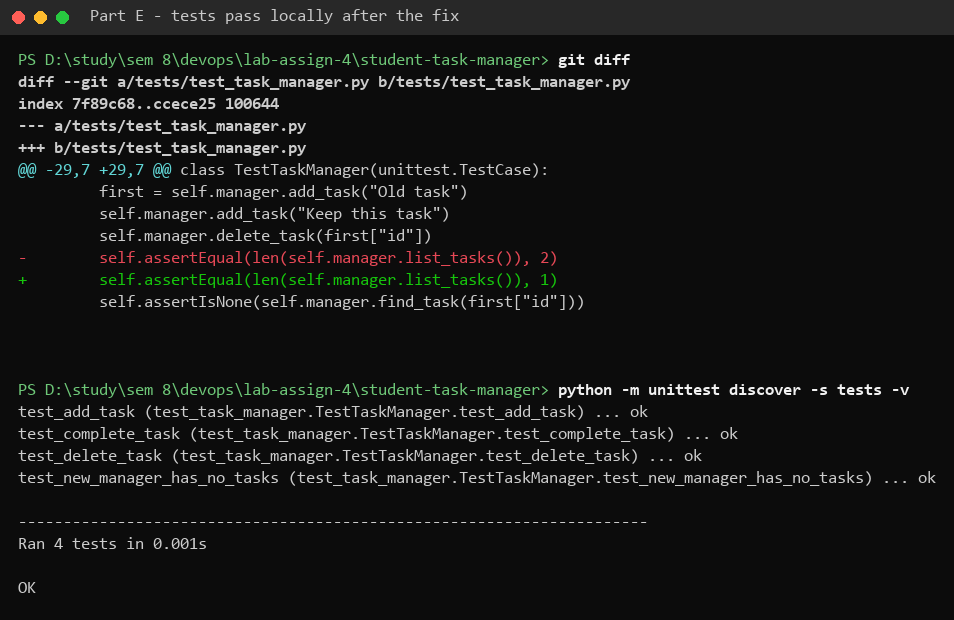 Part E - tests pass locally after the fix
PS D:\study\sem 8\devops\lab-assign-4\student-task-manager> git diff
diff --git a/tests/test_task_manager.py b/tests/test_task_manager.py
index 7f89c68..ccece25 100644
--- a/tests/test_task_manager.py
+++ b/tests/test_task_manager.py
@@ -29,7 +29,7 @@ class TestTaskManager(unittest.TestCase):
         first = self.manager.add_task("Old task")
         self.manager.add_task("Keep this task")
         self.manager.delete_task(first["id"])
-        self.assertEqual(len(self.manager.list_tasks()), 2)
+        self.assertEqual(len(self.manager.list_tasks()), 1)
         self.assertIsNone(self.manager.find_task(first["id"]))
PS D:\study\sem 8\devops\lab-assign-4\student-task-manager> python -m unittest discover -s tests -v
test_add_task (test_task_manager.TestTaskManager.test_add_task) ... ok
test_complete_task (test_task_manager.TestTaskManager.test_complete_task) ... ok
test_delete_task (test_task_manager.TestTaskManager.test_delete_task) ... ok
test_new_manager_has_no_tasks (test_task_manager.TestTaskManager.test_new_manager_has_no_tasks) ... ok
----------------------------------------------------------------------
Ran 4 tests in 0.001s
OK